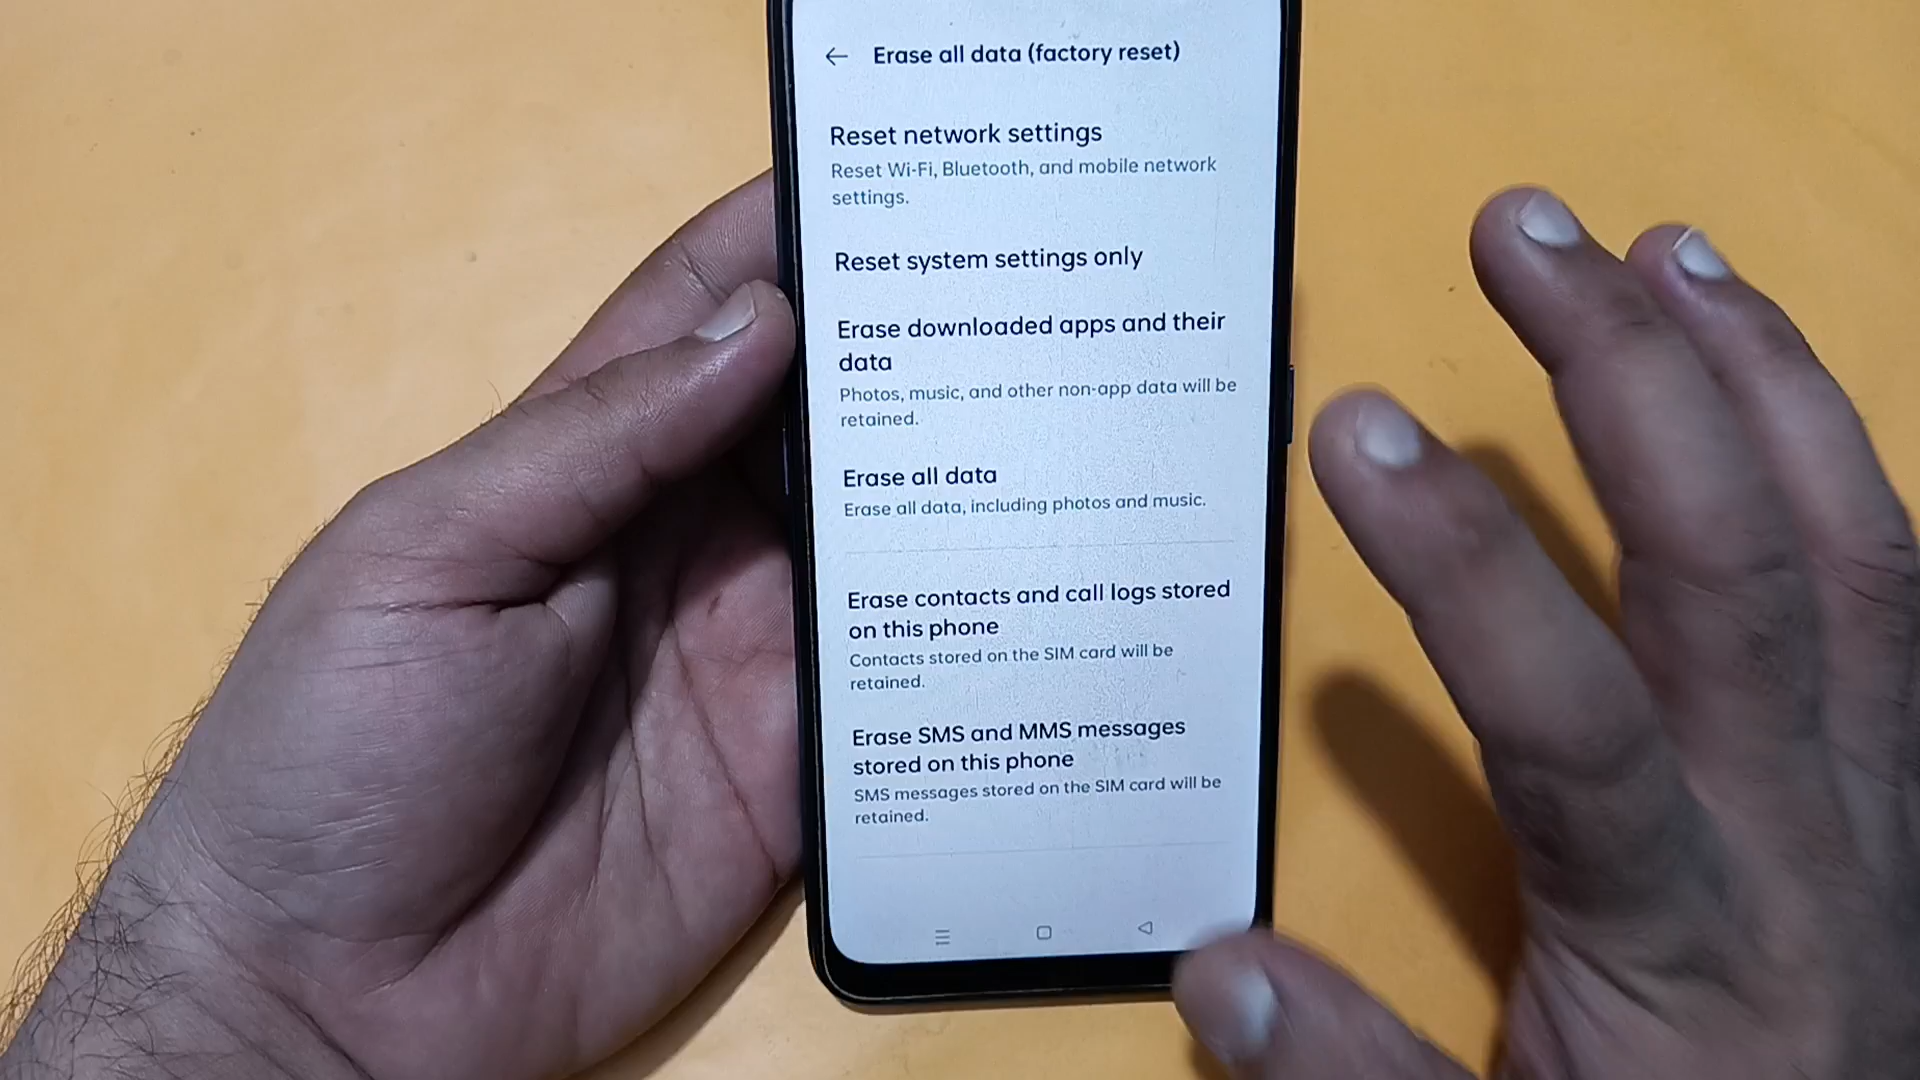 Erase all data (factory reset)
Reset network settings
Reset Wi-Fi, Bluetooth, and mobile network
settings.
Reset system settings only
Erase downloaded apps and their
data
Photos, music, and other non-app data will be
retained.
Erase all data
Erase all data, including photos and music.
Erase contacts and call logs stored
on this phone
Contacts stored on the SIM card will be
retained.
Erase SMS and MMS messages
stored on this phone
SMS messages stored on the SIM card will be
retained.